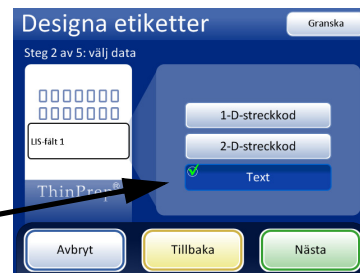 Designa etiketter
Granska
Steg 2 av 5: välj data
1-D-streckkod
2-D-streckkod
LIS-fält 1
Text
ThinPrep®
Avbryt
Tillbaka
Nästa